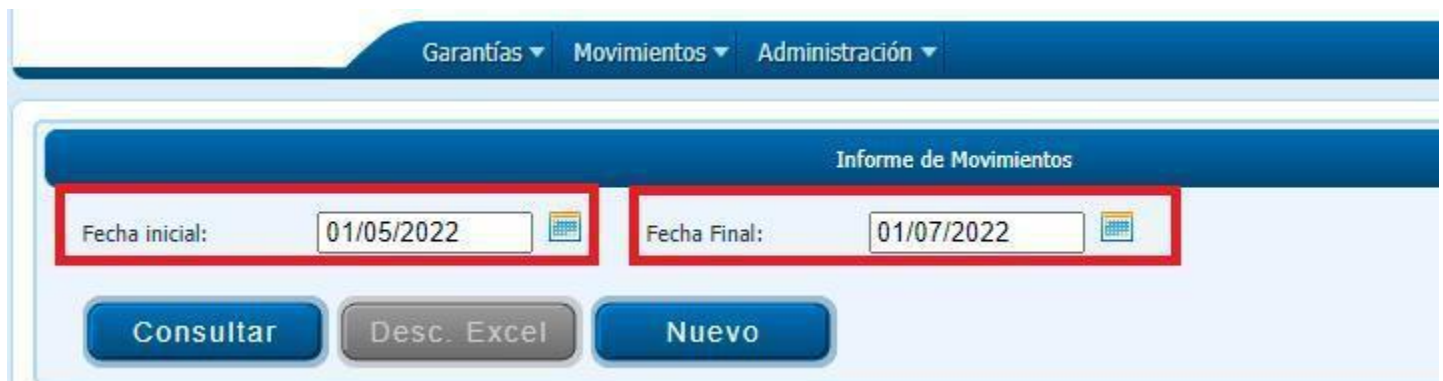 Garantías Movimientos Administración
Informe de Movimientos
Fecha inicial: 01/05/2022 Fecha Final: 01/07/2022
Consultar Desc. Excel Nuevo